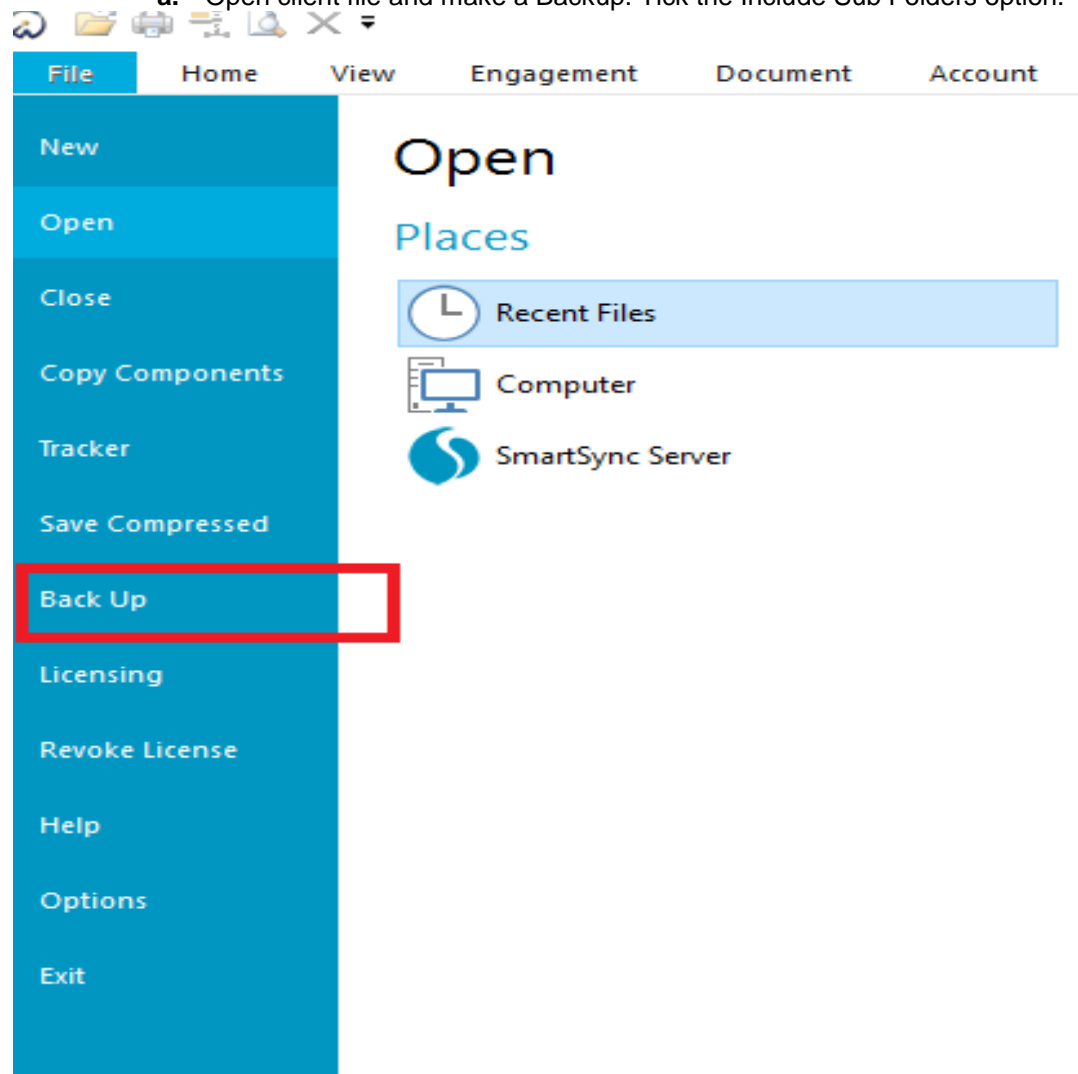 a. Open client file and make a Backup. Tick the Include Sub Folders option.
File Home View Engagement Document Account
New
Open
Close
Copy Components
Tracker
Save Compressed
Back Up
Licensing
Revoke License
Help
Options
Exit
Open
Places
Recent Files
Computer
SmartSync Server